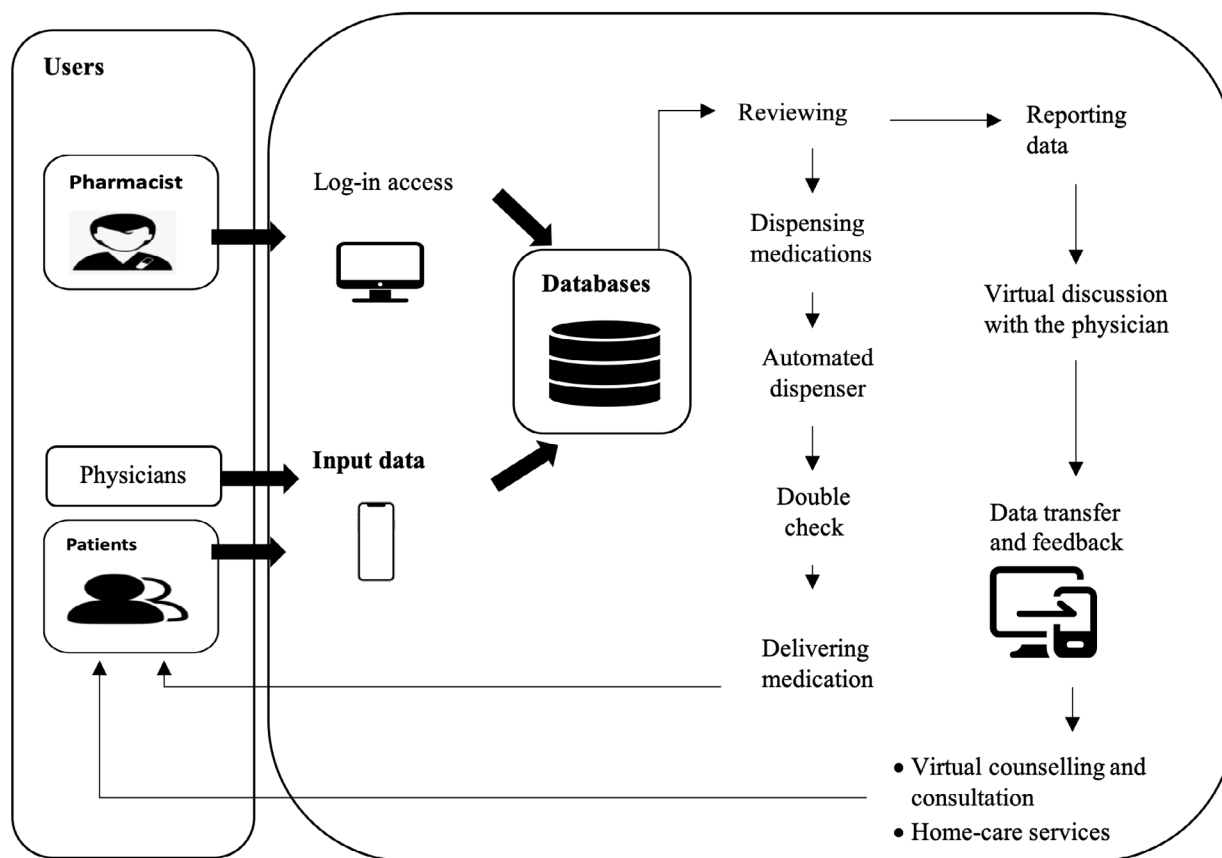 Users
Pharmacist
Log-in access
Databases
Physicians
Patients
Input data
Reviewing
Dispensing
medications
Automated
dispenser
Double
check
Delivering
medication
Reporting
data
Virtual discussion
with the physician
Data transfer
and feedback
• Virtual counselling and
consultation
• Home-care services